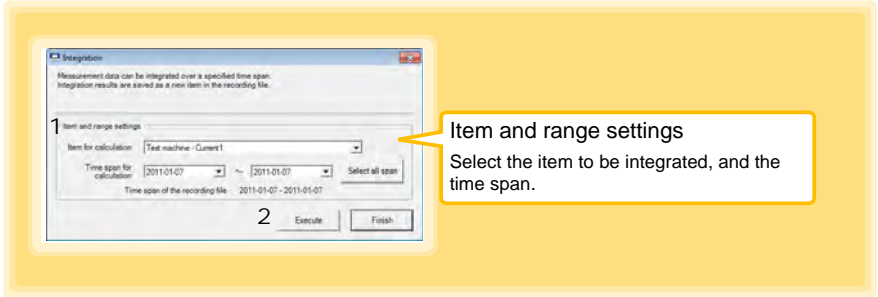 Integration
Measurement data can be integrated over a specified time span.
Integration results are saved as a new item in the recording file.
1
Item and range settings
Item for calculation Test machine - Current1
Time span for calculation 2011-01-07 ~ 2011-01-07 Select all span
Time span of the recording file 2011-01-07 - 2011-01-07
2 Execute Finish
Item and range settings
Select the item to be integrated, and the
time span.